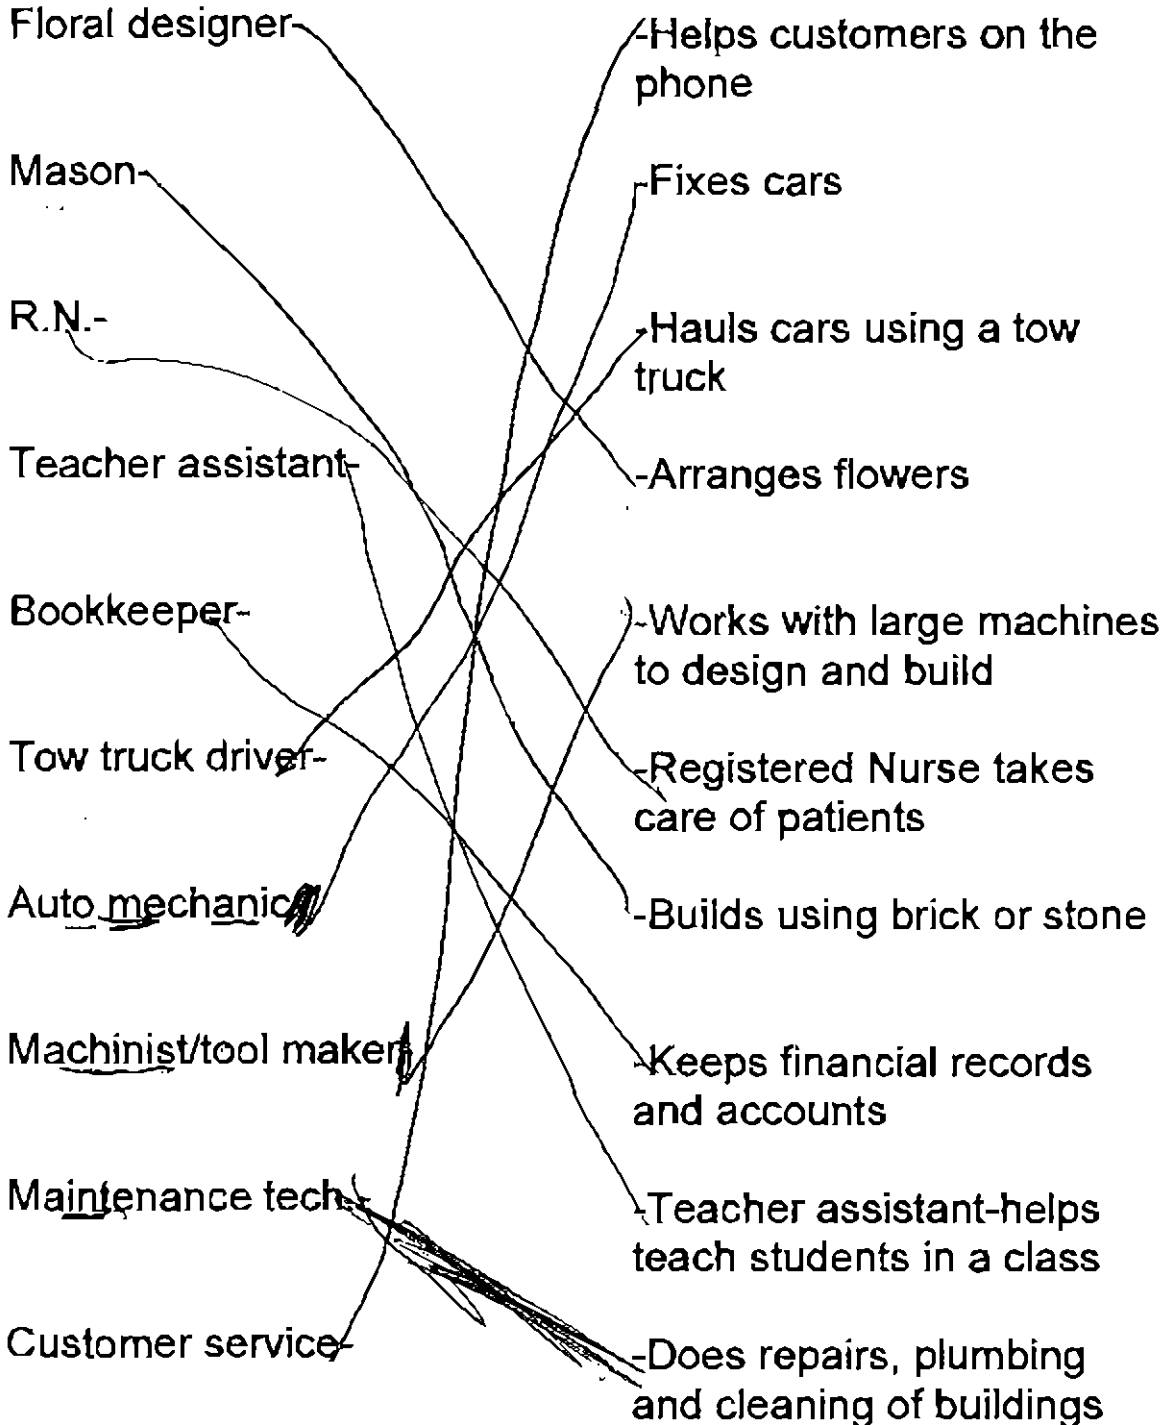 Floral designer-
Mason-
R.N.-
Teacher assistant-
Bookkeeper-
Tow truck driver-
Auto mechanic
Machinist/tool maker
Maintenance tech.-
Customer service-
-Helps customers on the
phone
-Fixes cars
-Hauls cars using a tow
truck
-Arranges flowers
-Works with large machines
to design and build
-Registered Nurse takes
care of patients
-Builds using brick or stone
-Keeps financial records
and accounts
-Teacher assistant-helps
teach students in a class
-Does repairs, plumbing
and cleaning of buildings